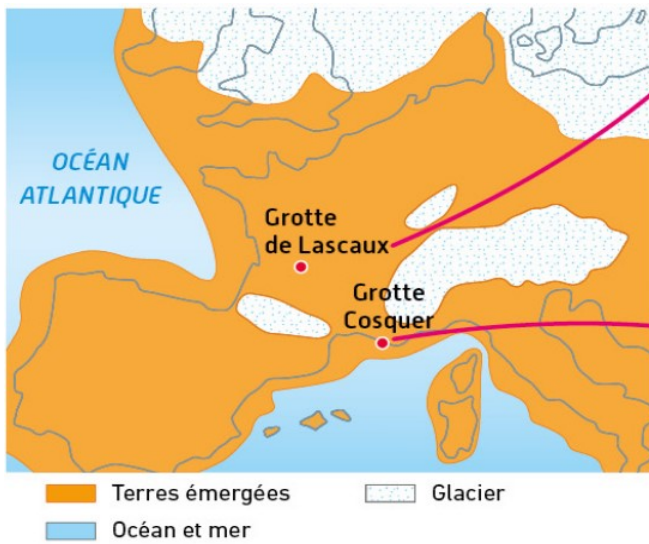 OCÉAN
ATLANTIQUE
Grotte
de Lascaux
Grotte
Cosquer
Terres émergées
Glacier
Océan et mer